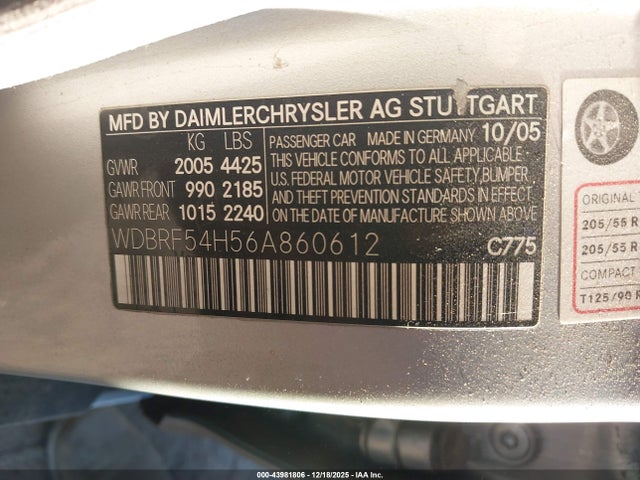 MFD BY DAIMLERCHRYSLER AG STUTTGART
KG LBS
GVWR 2005 4425
GAWR FRONT 990 2185
GAWR REAR 1015 2240
PASSENGER CAR MADE IN GERMANY 10/05
THIS VEHICLE CONFORMS TO ALL APPLICABLE
U.S. FEDERAL MOTOR VEHICLE SAFETY,BUMPER
AND THEFT PREVENTION STANDARDS IN EFFECT
ON THE DATE OF MANUFACTURE SHOWN ABOVE
WDBRF54H56A860612 C775
ORIGINAL
205/55 R
205/55 R
COMPACT
T125/90 R
000-43981806 - 12/18/2025 - IAA Inc.